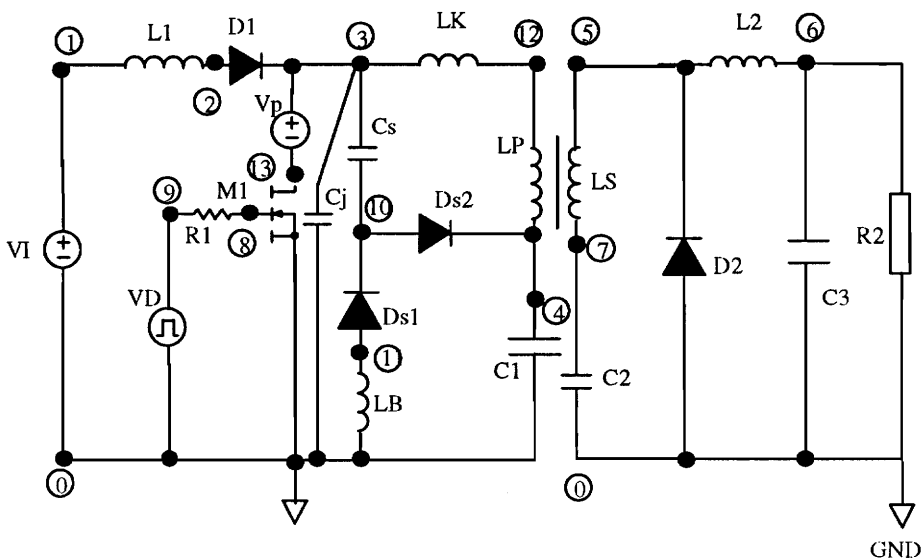 1 L1 D1 3 LK 12 5 L2 6
2 Vp Cs LP LS
13 M1 Cj
9 R1 8 10 Ds2 7 R2
VI VD Ds1 4 D2 C3
11 C1 C2
LB
0 0
GND